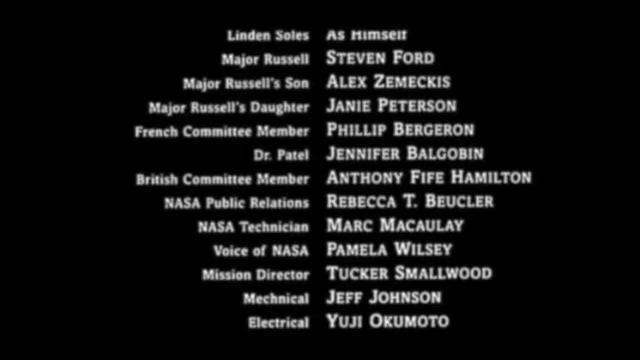 Linden Soles As Himself
Major Russell STEVEN FORD
Major Russell's Son ALEX ZEMECKIS
Major Russell's Daughter JANIE PETERSON
French Committee Member PHILLIP BERGERON
Dr. Patel JENNIFER BALGOBIN
British Committee Member ANTHONY FIFE HAMILTON
NASA Public Relations REBECCA T. BEUCLER
NASA Technician MARC MACAULAY
Voice of NASA PAMELA WILSEY
Mission Director TUCKER SMALLWOOD
Mechnical JEFF JOHNSON
Electrical YUJI OKUMOTO